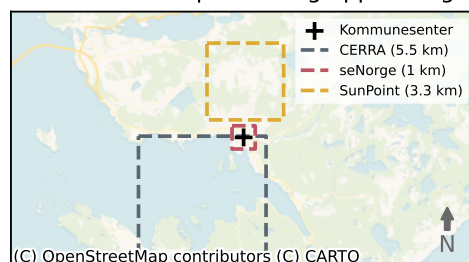 Kommunesenter
CERRA (5.5 km)
seNorge (1 km)
SunPoint (3.3 km)
N
(C) OpenStreetMap contributors (C) CARTO